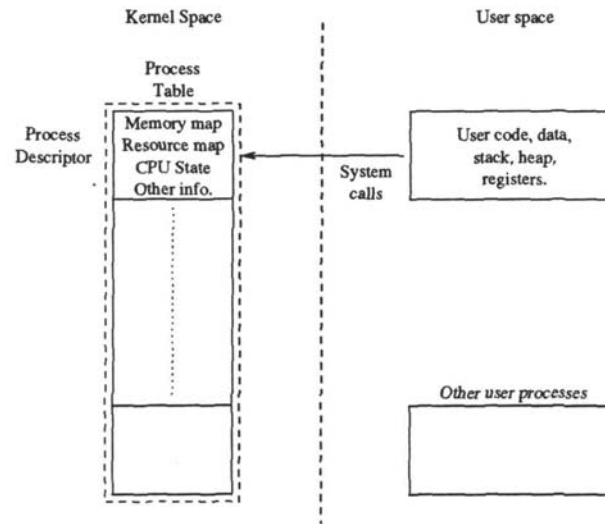 Kernel Space
User space
Process
Table
Process
Descriptor
Memory map
Resource map
CPU State
Other info.
System
calls
User code, data,
stack, heap,
registers.
Other user processes